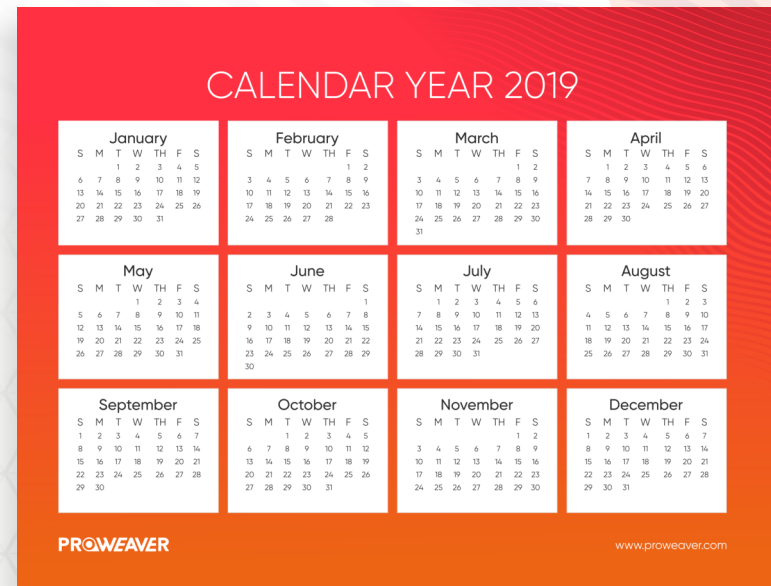 CALENDAR YEAR 2019
January
S M T W TH F S
1 2 3 4 5
6 7 8 9 10 11 12
13 14 15 16 17 18 19
20 21 22 23 24 25 26
27 28 29 30 31
February
S M T W TH F S
1 2
3 4 5 6 7 8 9
10 11 12 13 14 15 16
17 18 19 20 21 22 23
24 25 26 27 28
March
S M T W TH F S
1 2
3 4 5 6 7 8 9
10 11 12 13 14 15 16
17 18 19 20 21 22 23
24 25 26 27 28 29 30
31
April
S M T W TH F S
1 2 3 4 5 6
7 8 9 10 11 12 13
14 15 16 17 18 19 20
21 22 23 24 25 26 27
28 29 30
May
S M T W TH F S
1 2 3 4
5 6 7 8 9 10 11
12 13 14 15 16 17 18
19 20 21 22 23 24 25
26 27 28 29 30 31
June
S M T W TH F S
1
2 3 4 5 6 7 8
9 10 11 12 13 14 15
16 17 18 19 20 21 22
23 24 25 26 27 28 29
30
July
S M T W TH F S
1 2 3 4 5 6
7 8 9 10 11 12 13
14 15 16 17 18 19 20
21 22 23 24 25 26 27
28 29 30 31
August
S M T W TH F S
1 2 3
4 5 6 7 8 9 10
11 12 13 14 15 16 17
18 19 20 21 22 23 24
25 26 27 28 29 30 31
September
S M T W TH F S
1 2 3 4 5 6 7
8 9 10 11 12 13 14
15 16 17 18 19 20 21
22 23 24 25 26 27 28
29 30
October
S M T W TH F S
1 2 3 4 5
6 7 8 9 10 11 12
13 14 15 16 17 18 19
20 21 22 23 24 25 26
27 28 29 30 31
November
S M T W TH F S
1 2
3 4 5 6 7 8 9
10 11 12 13 14 15 16
17 18 19 20 21 22 23
24 25 26 27 28 29 30
December
S M T W TH F S
1 2 3 4 5 6 7
8 9 10 11 12 13 14
15 16 17 18 19 20 21
22 23 24 25 26 27 28
29 30 31
PROWEAVER
www.proweaver.com